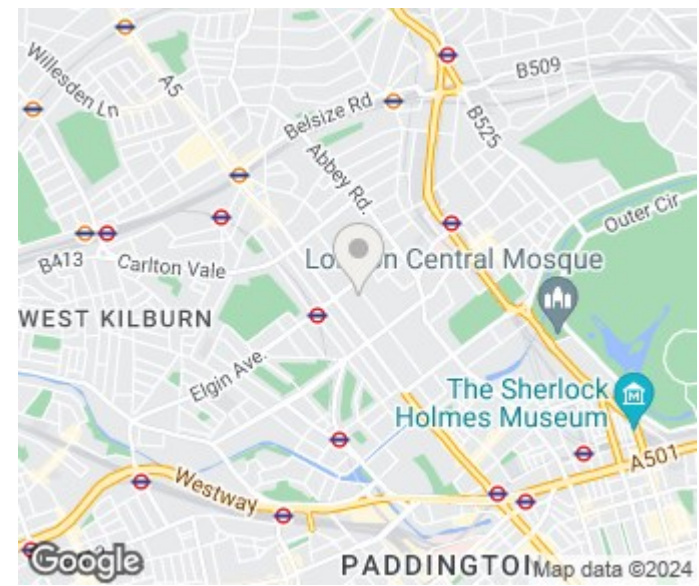 Willesden Ln
A5
B509
Belsize Rd
B525
Abbey Rd.
Outer Cir
B413
Carlton Vale
London Central Mosque
WEST KILBURN
Elgin Ave.
The Sherlock
Holmes Museum
Westway
A501
Google
PADDINGTON
Map data ©2024